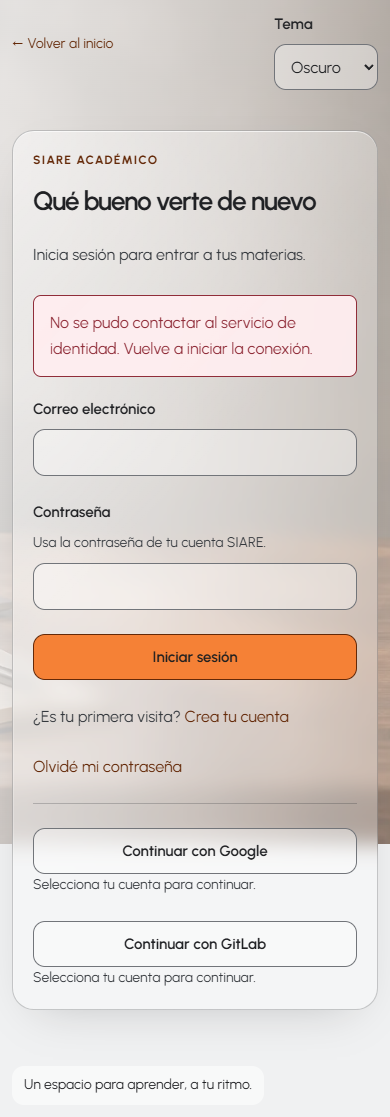 ← Volver al inicio
Tema
Oscuro
SIARE ACADÉMICO
Qué bueno verte de nuevo
Inicia sesión para entrar a tus materias.
No se pudo contactar al servicio de
identidad. Vuelve a iniciar la conexión.
Correo electrónico
Contraseña
Usa la contraseña de tu cuenta SIARE.
Iniciar sesión
¿Es tu primera visita? Crea tu cuenta
Olvidé mi contraseña
Continuar con Google
Selecciona tu cuenta para continuar.
Continuar con GitLab
Selecciona tu cuenta para continuar.
Un espacio para aprender, a tu ritmo.